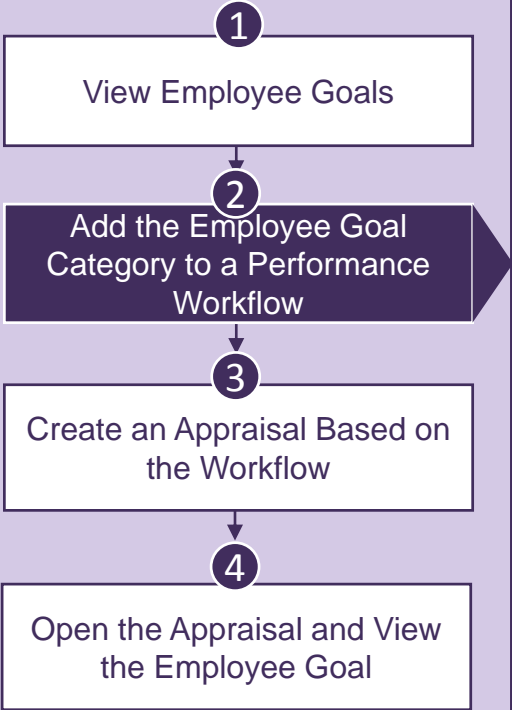 1
View Employee Goals
2
Add the Employee Goal
Category to a Performance
Workflow
3
Create an Appraisal Based on
the Workflow
4
Open the Appraisal and View
the Employee Goal